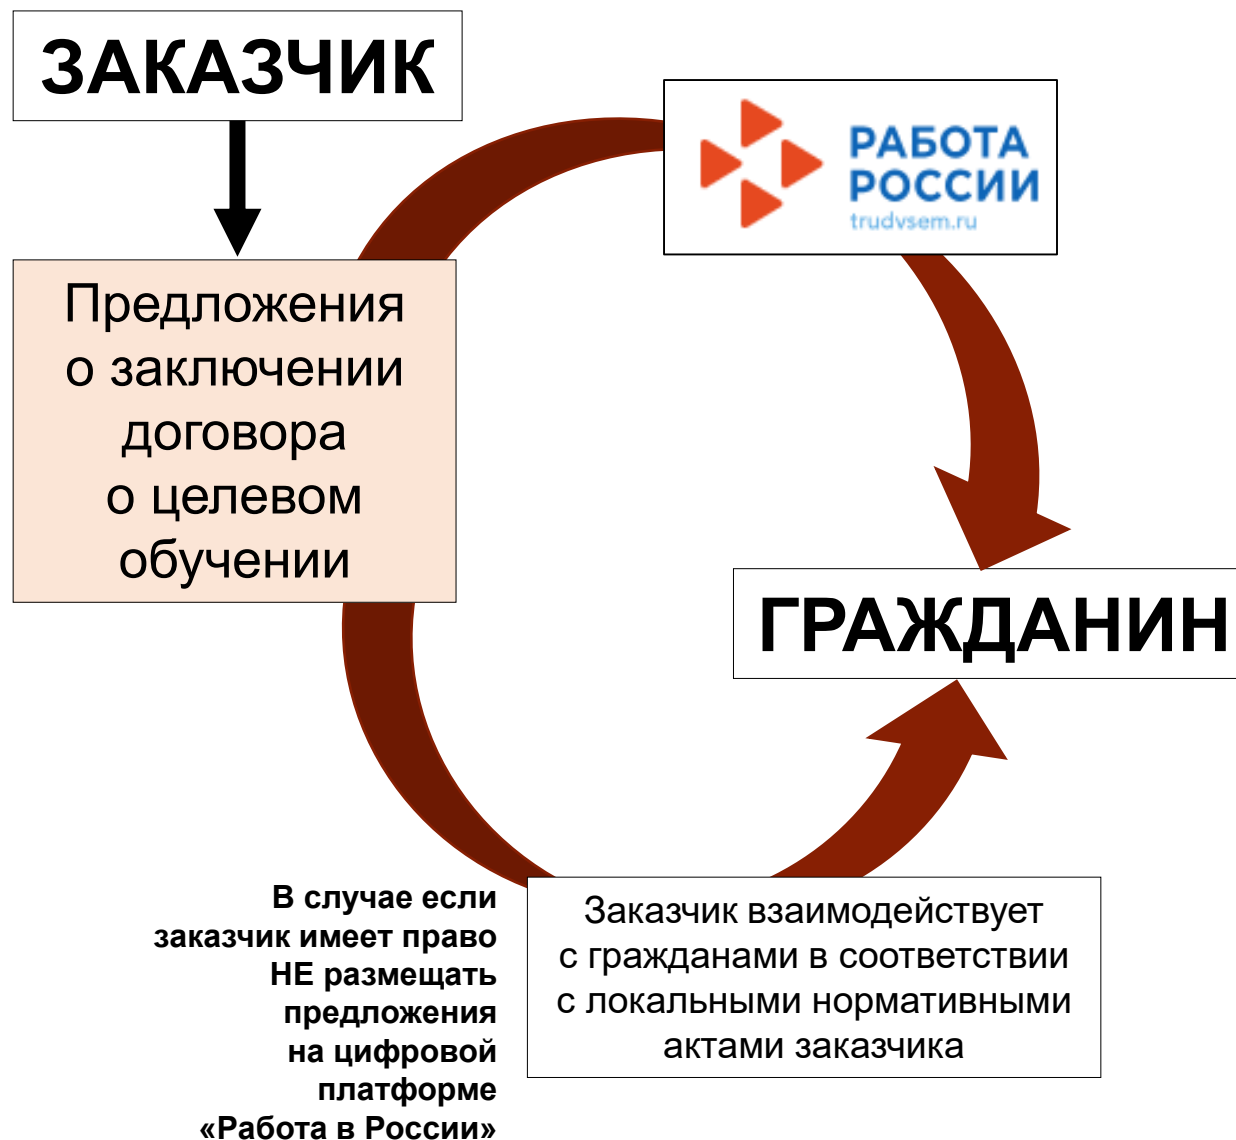 ЗАКАЗЧИК
РАБОТА
РОССИИ
trudvsem.ru
Предложения
о заключении
договора
о целевом
обучении
ГРАЖДАНИН
В случае если
заказчик имеет право
НЕ размещать
предложения
на цифровой
платформе
«Работа в России»
Заказчик взаимодействует
с гражданами в соответствии
с локальными нормативными
актами заказчика